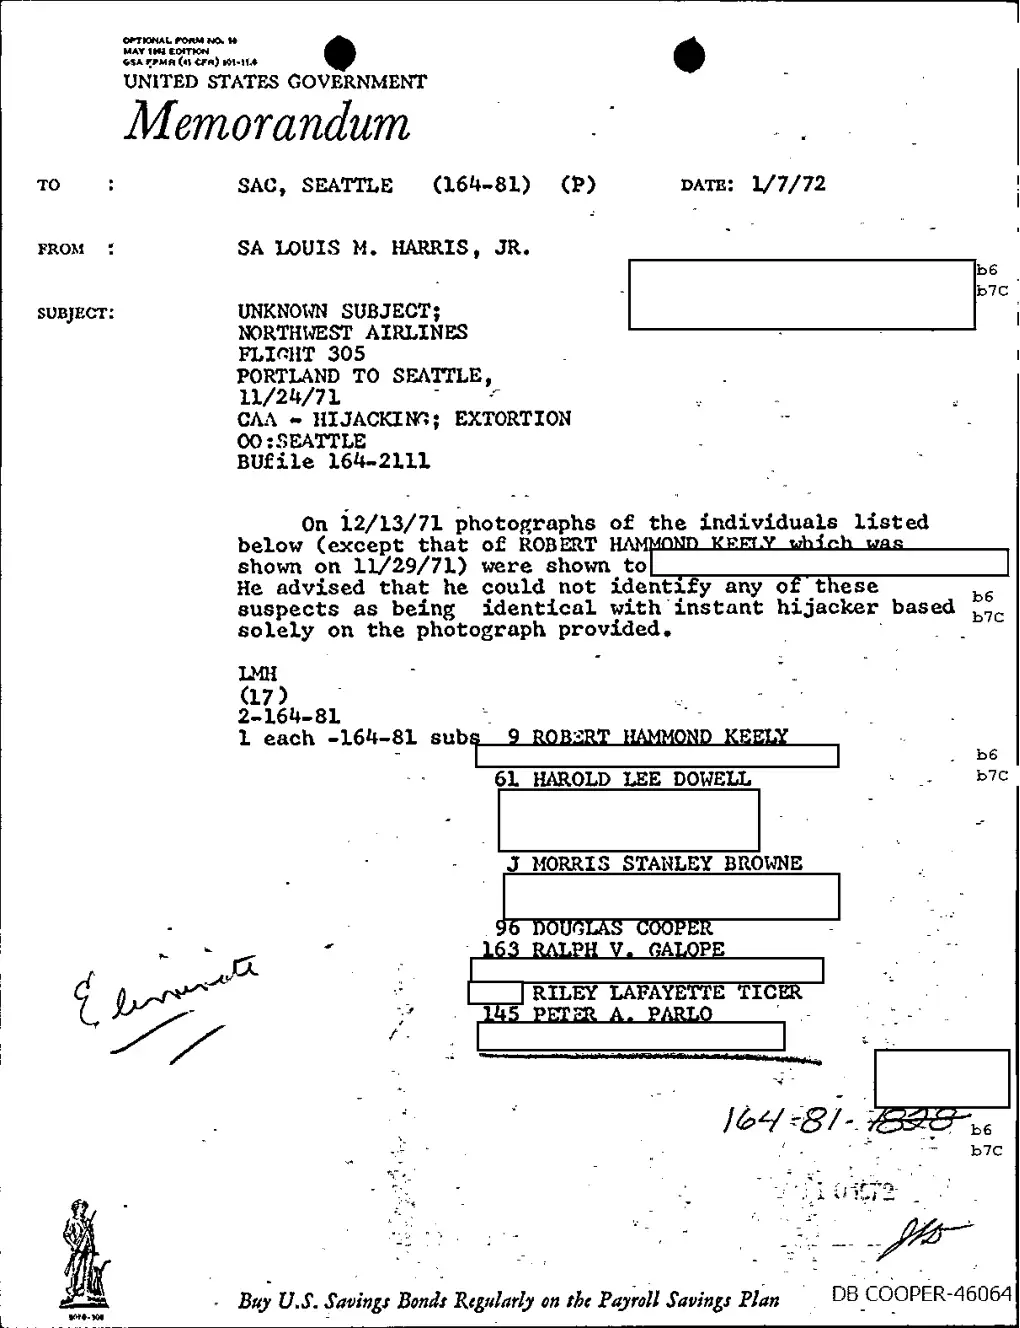 OPTIONAL FORM NO. 10
MAY 1962 EDITION
GSA FPMR (41 CFR) 101-11.6
UNITED STATES GOVERNMENT
Memorandum
TO : SAC, SEATTLE (164-81) (P) DATE: 1/7/72
FROM : SA LOUIS M. HARRIS, JR.
b6
b7C
SUBJECT: UNKNOWN SUBJECT;
NORTHWEST AIRLINES
FLIGHT 305
PORTLAND TO SEATTLE,
11/24/71
CAA - HIJACKING; EXTORTION
OO:SEATTLE
BUfile 164-2111
On 12/13/71 photographs of the individuals listed
below (except that of ROBERT HAMMOND KEELY which was
shown on 11/29/71) were shown to
He advised that he could not identify any of these
suspects as being identical with instant hijacker based
solely on the photograph provided.
b6
b7C
LMH
(17)
2-164-81
1 each -164-81 subs 9 ROBERT HAMMOND KEELY
b6
b7C
61 HAROLD LEE DOWELL
J MORRIS STANLEY BROWNE
96 DOUGLAS COOPER
163 RALPH V. GALOPE
RILEY LAFAYETTE TIGER
145 PETER A. PARLO
Eliminate
164-81-1828
b6
b7C
Buy U.S. Savings Bonds Regularly on the Payroll Savings Plan
DB COOPER-46064